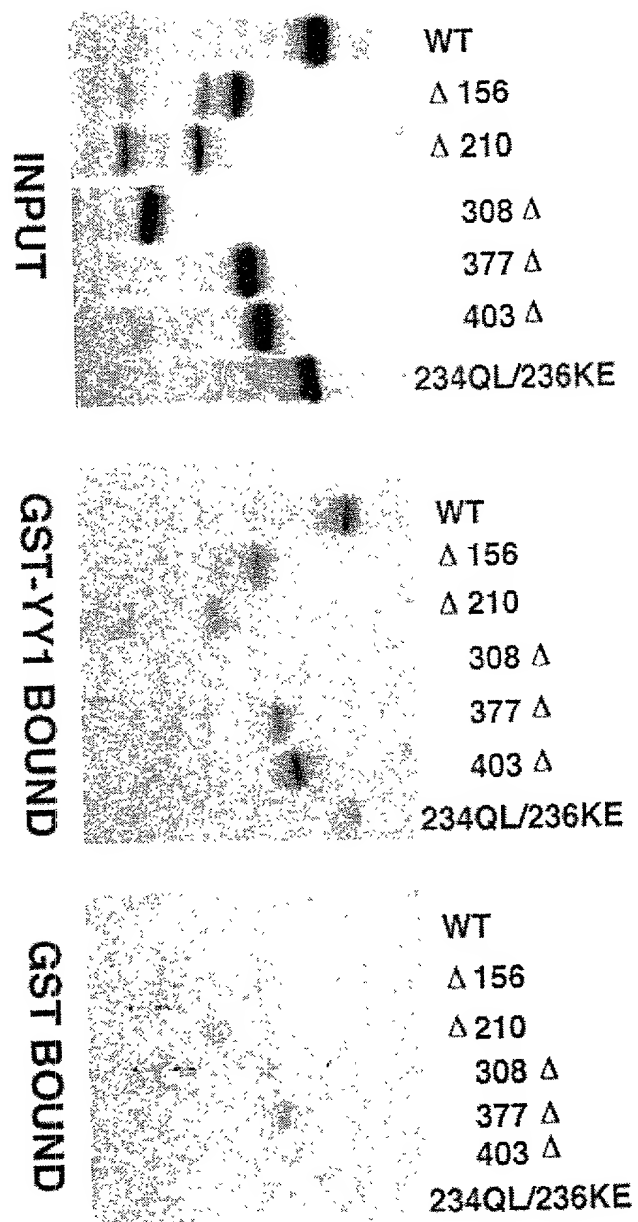 INPUT
WT
Δ 156
Δ 210
308 Δ
377 Δ
403 Δ
234QL/236KE
GST-YY1 BOUND
WT
Δ 156
Δ 210
308 Δ
377 Δ
403 Δ
234QL/236KE
GST BOUND
WT
Δ 156
Δ 210
308 Δ
377 Δ
403 Δ
234QL/236KE